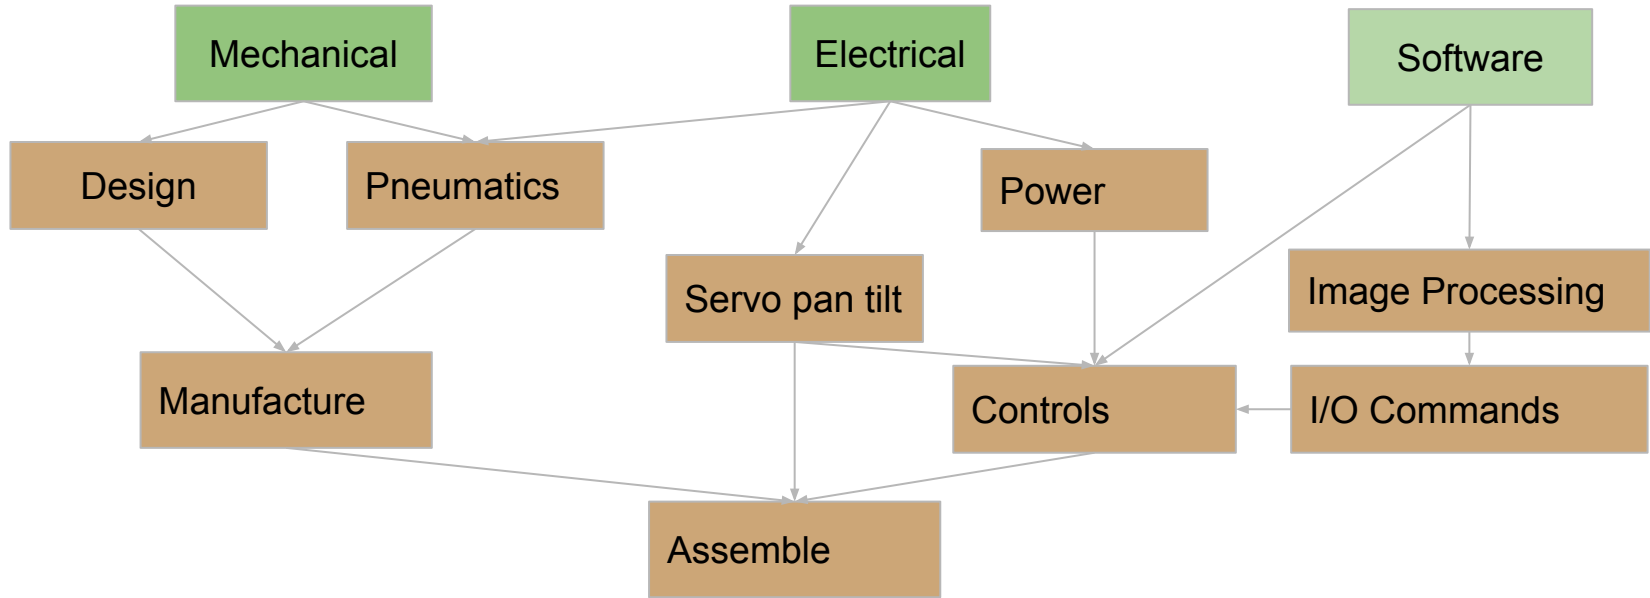 Mechanical
Electrical
Software
Design
Pneumatics
Power
Servo pan tilt
Image Processing
Manufacture
Controls
I/O Commands
Assemble